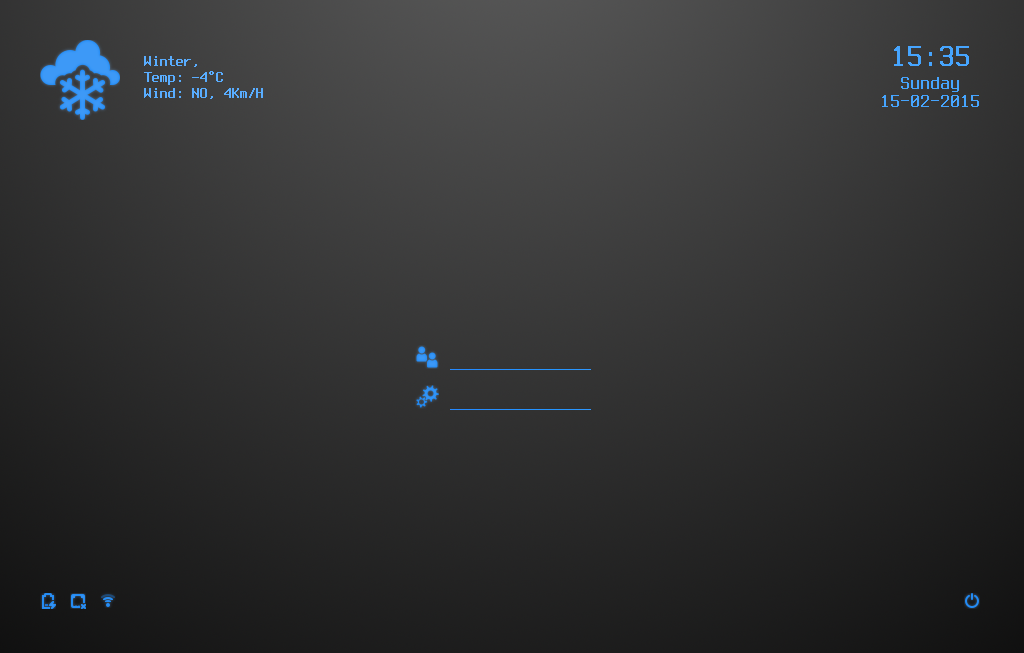 Winter,
Temp: -4°C
Wind: NO, 4Km/H
15:35
Sunday
15-02-2015